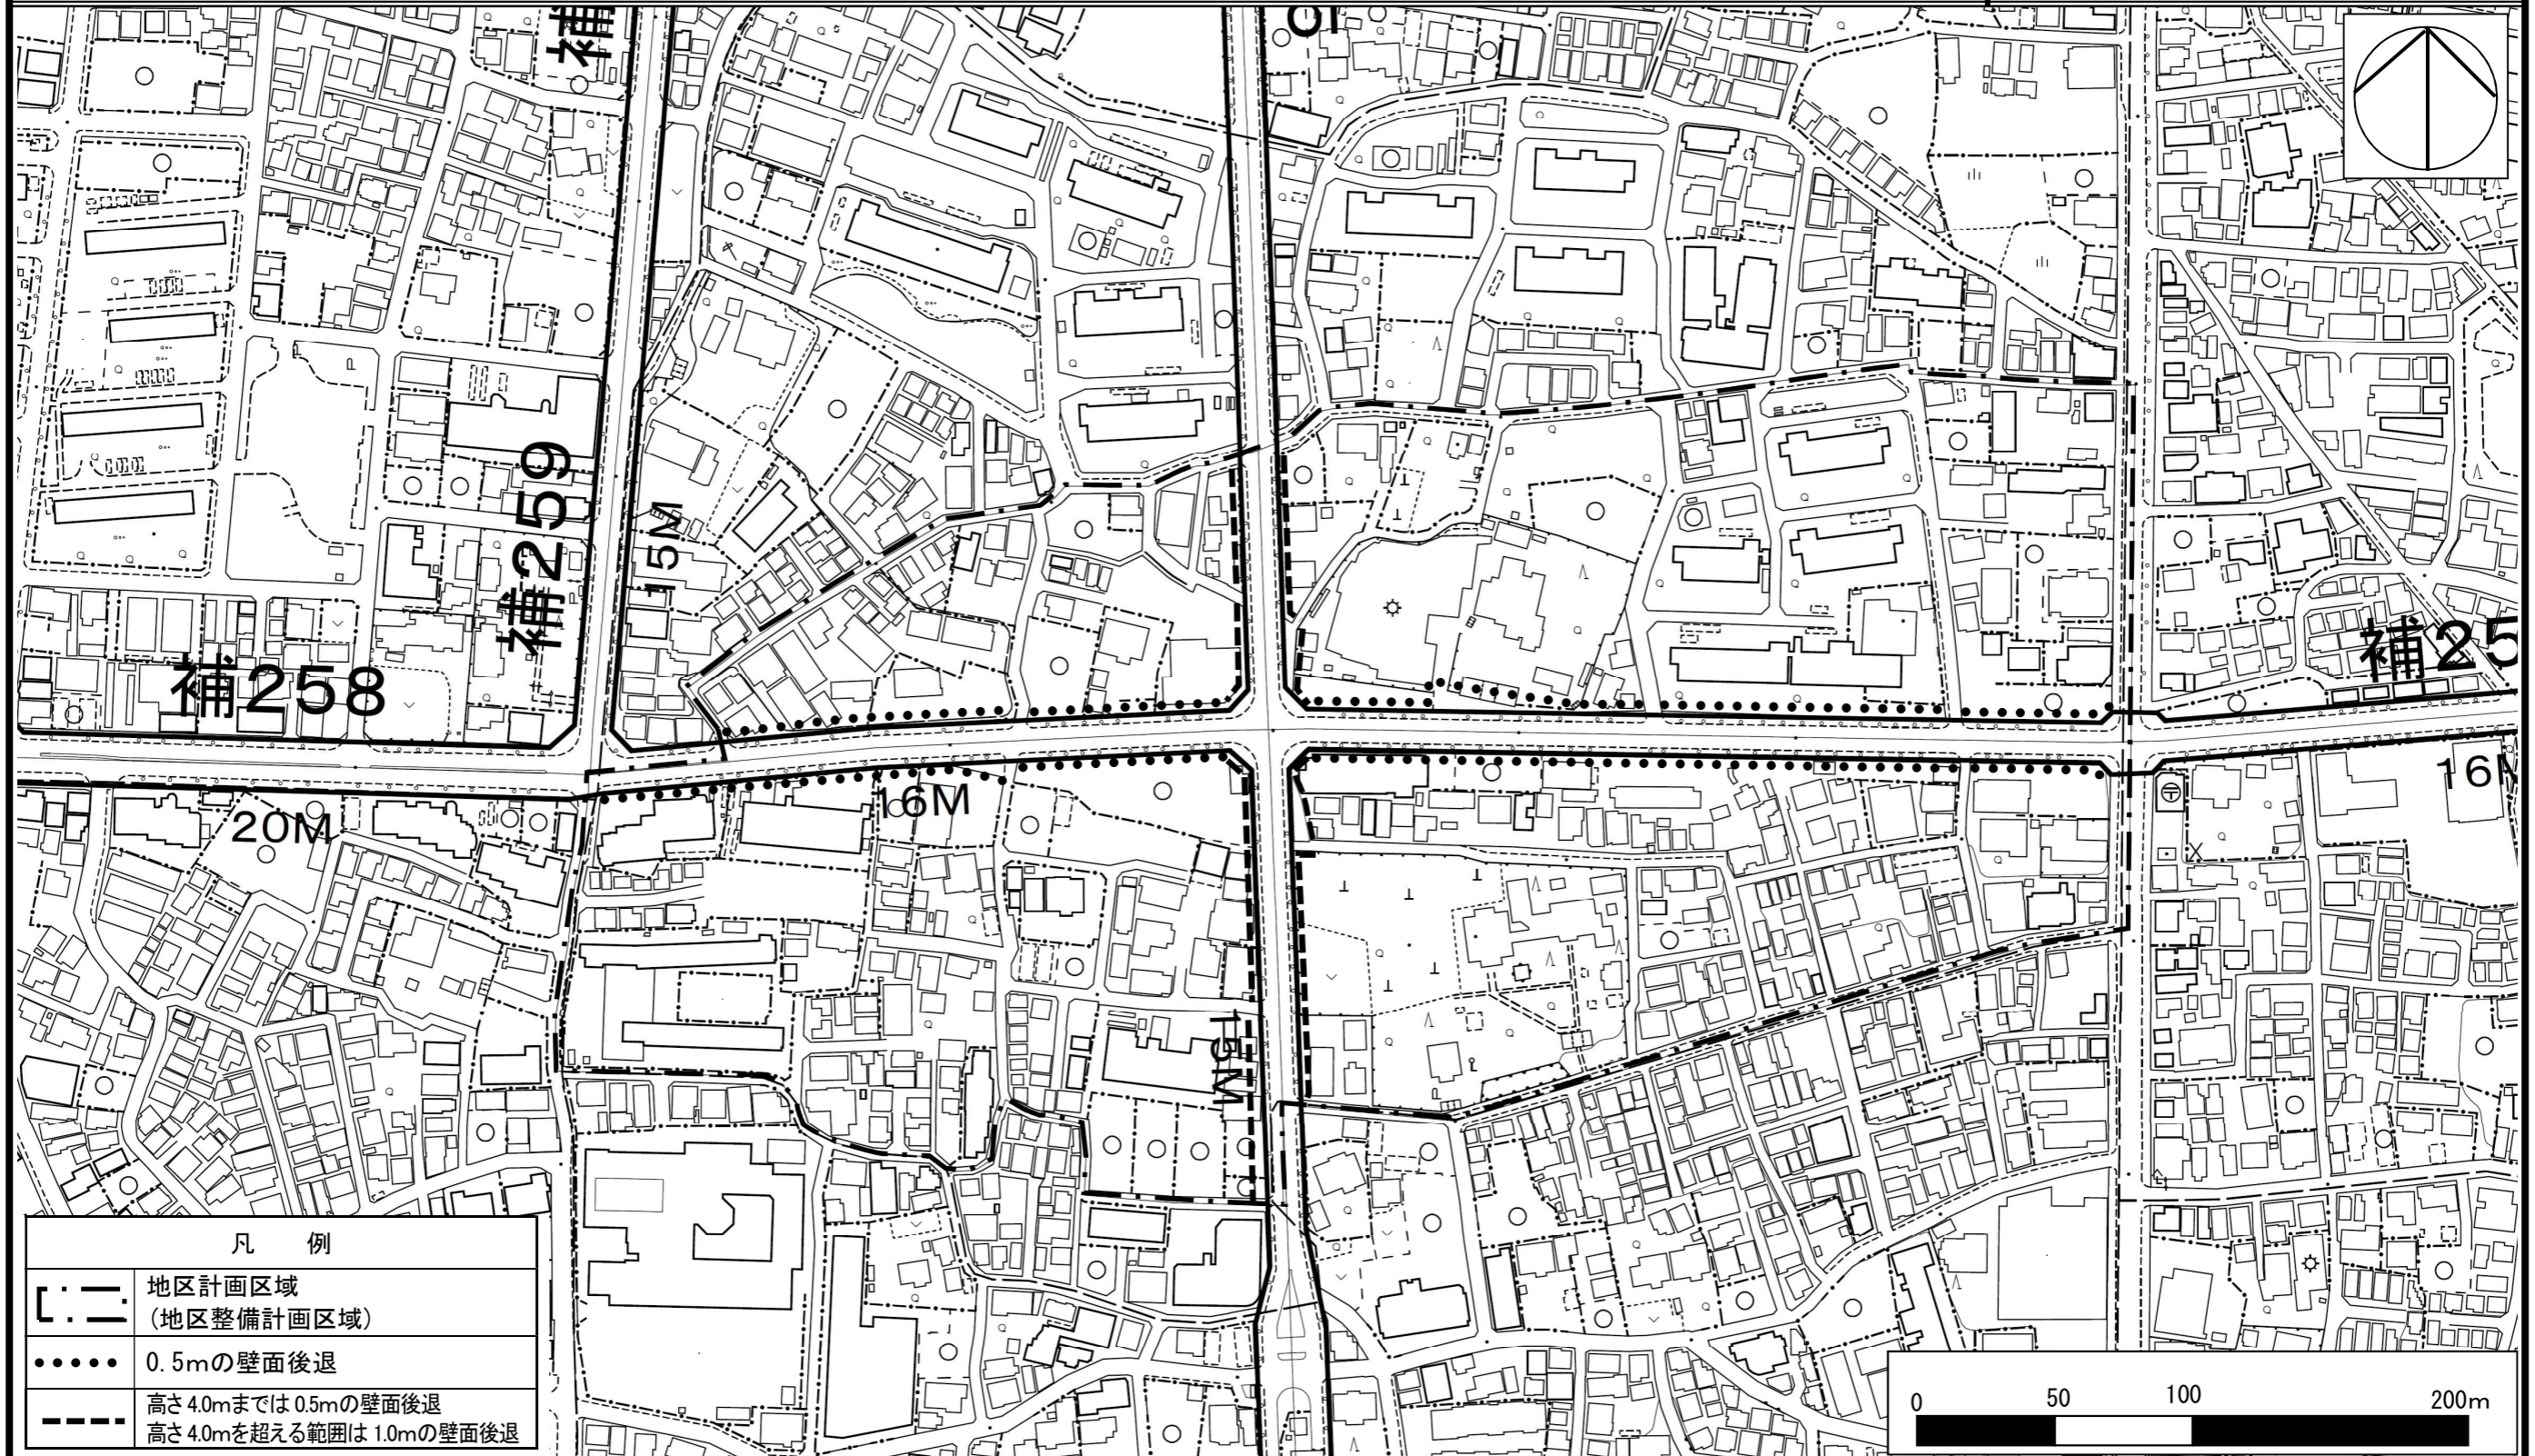 補
補259
15M
補258
補25
16M
16M
20M
15M
凡 例
地区計画区域
(地区整備計画区域)
0.5mの壁面後退
高さ4.0mまでは0.5mの壁面後退
高さ4.0mを超える範囲は1.0mの壁面後退
0 50 100 200m